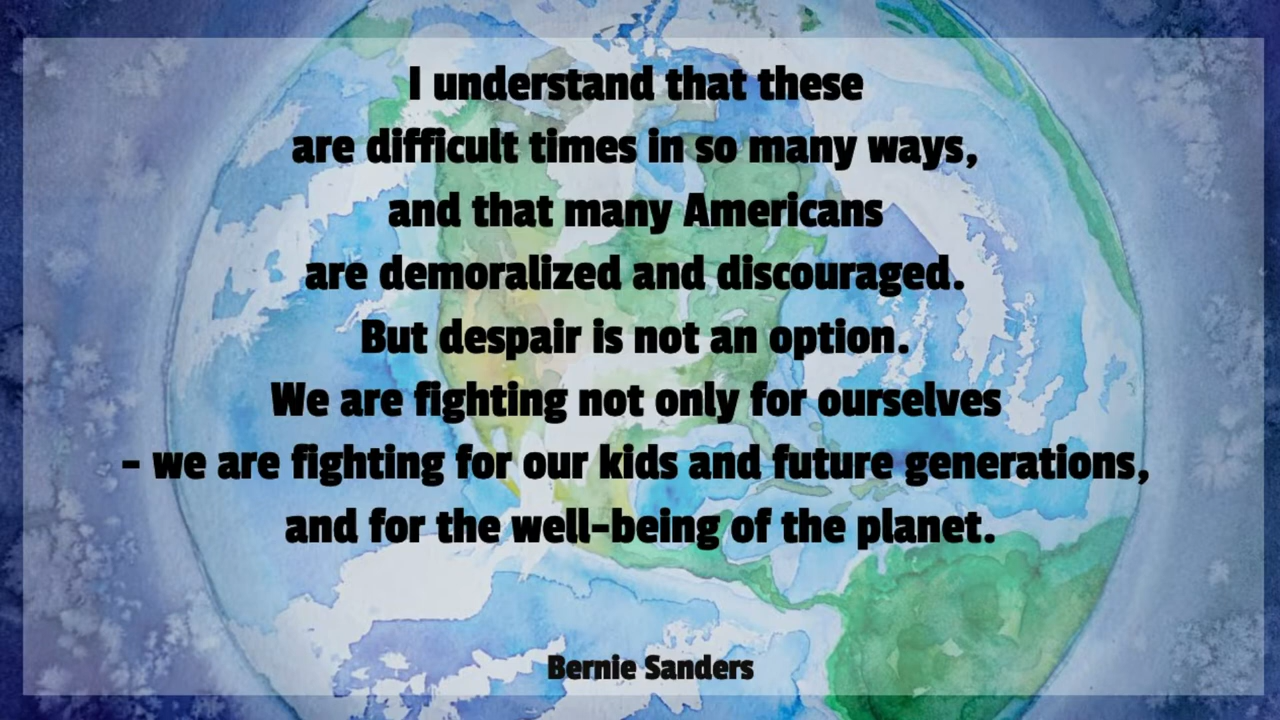 I understand that these
are difficult times in so many ways,
and that many Americans
are demoralized and discouraged.
But despair is not an option.
We are fighting not only for ourselves
- we are fighting for our kids and future generations,
and for the well-being of the planet.
Bernie Sanders